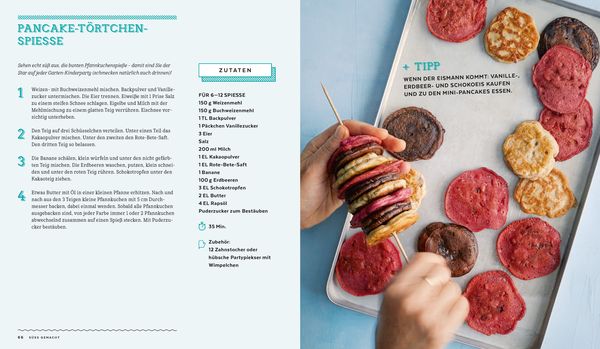 PANCAKE-TÖRTCHEN-
SPIESSE
Sehen echt süß aus, die bunten Pfannkuchenspieße – damit sind Sie der
Star auf jeder Garten-Kinderparty (schmecken natürlich auch drinnen)!
1 Weizen- mit Buchweizenmehl mischen. Backpulver und Vanille-
zucker untermischen. Die Eier trennen. Eiweiße mit 1 Prise Salz
zu einem steifen Schnee schlagen. Eigelbe und Milch mit der
Mehlmischung zu einem glatten Teig verrühren. Eischnee vor-
sichtig unterheben.
2 Den Teig auf drei Schüsselchen verteilen. Unter einen Teil das
Kakaopulver mischen. Unter den zweiten den Rote-Bete-Saft.
Den dritten Teig so belassen.
3 Die Banane schälen, klein würfeln und unter den nicht gefärb-
ten Teig mischen. Die Erdbeeren waschen, putzen, klein schnei-
den und unter den roten Teig rühren. Schokotropfen unter den
Kakaoteig ziehen.
4 Etwas Butter mit Öl in einer kleinen Pfanne erhitzen. Nach und
nach aus den 3 Teigen kleine Pfannkuchen mit 5 cm Durch-
messer backen, dabei einmal wenden. Sobald alle Pfannkuchen
ausgebacken sind, von jeder Farbe immer 1 oder 2 Pfannkuchen
abwechselnd zusammen auf einen Spieß stecken. Mit Puderzu-
cker bestäuben.
66 SÜSS GEMACHT
ZUTATEN
FÜR 6–12 SPIESSE
150 g Weizenmehl
150 g Buchweizenmehl
1 TL Backpulver
1 Päckchen Vanillezucker
3 Eier
Salz
200 ml Milch
1 EL Kakaopulver
1 EL Rote-Bete-Saft
1 Banane
100 g Erdbeeren
3 EL Schokotropfen
2 EL Butter
4 EL Rapsöl
Puderzucker zum Bestäuben
35 Min.
Zubehör:
12 Zahnstocher oder
hübsche Partypiekser mit
Wimpelchen
+ TIPP
WENN DER EISMANN KOMMT: VANILLE-,
ERDBEER- UND SCHOKOEIS KAUFEN
UND ZU DEN MINI-PANCAKES ESSEN.